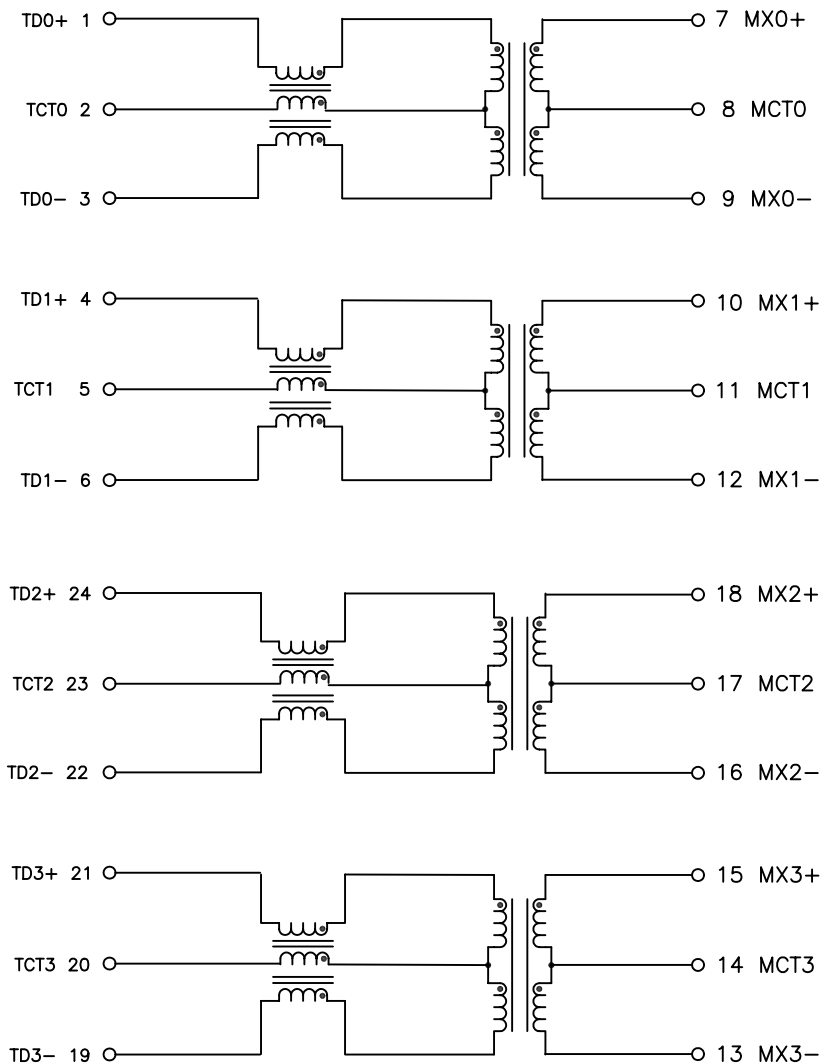 TD0+ 1 7 MX0+
TCT0 2 8 MCT0
TD0- 3 9 MX0-
TD1+ 4 10 MX1+
TCT1 5 11 MCT1
TD1- 6 12 MX1-
TD2+ 24 18 MX2+
TCT2 23 17 MCT2
TD2- 22 16 MX2-
TD3+ 21 15 MX3+
TCT3 20 14 MCT3
TD3- 19 13 MX3-